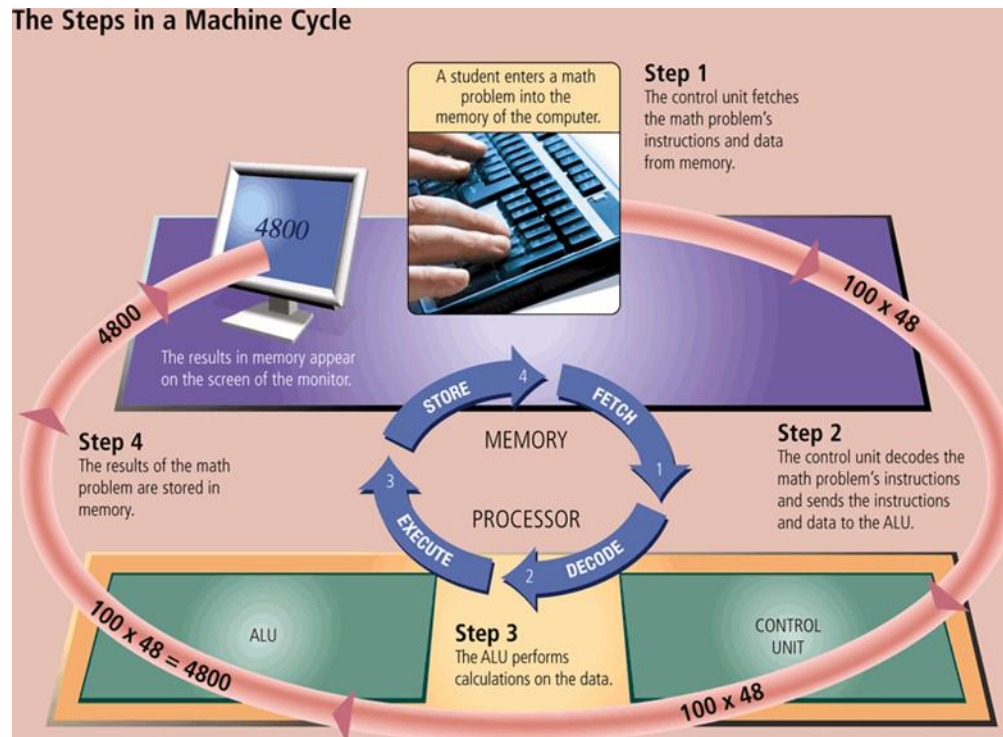 The Steps in a Machine Cycle
A student enters a math
problem into the
memory of the computer.
Step 1
The control unit fetches
the math problem's
instructions and data
from memory.
4800
100 x 48
4800
The results in memory appear
on the screen of the monitor.
STORE
4
FETCH
1
MEMORY
Step 4
The results of the math
problem are stored in
memory.
Step 2
The control unit decodes the
math problem's instructions
and sends the instructions
and data to the ALU.
3
EXECUTE
PROCESSOR
DECODE
2
ALU
100 x 48 = 4800
Step 3
The ALU performs
calculations on the data.
CONTROL
UNIT
100 x 48